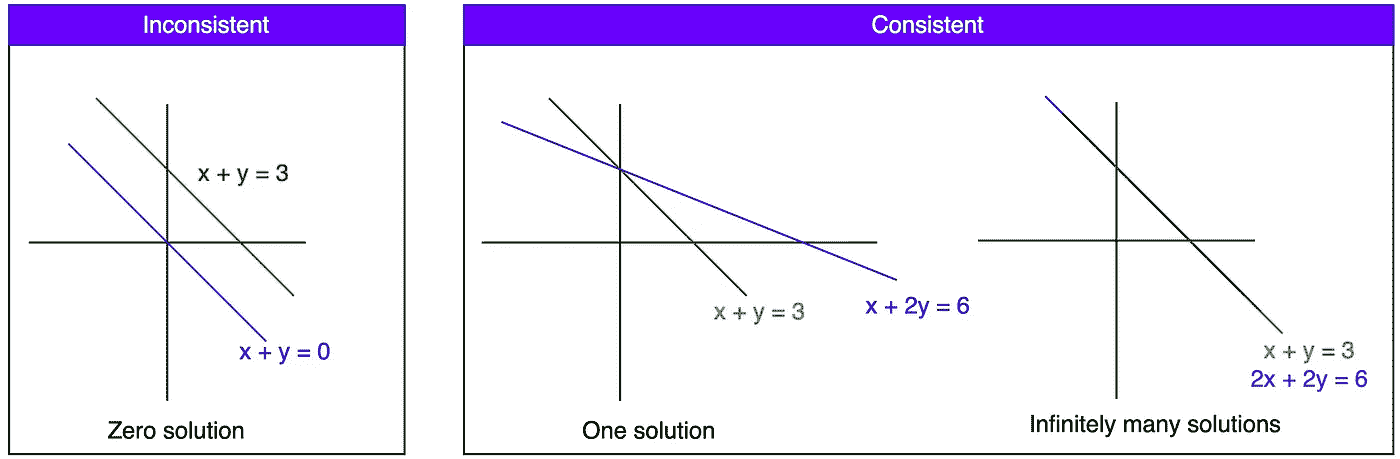 Inconsistent
x + y = 3
x + y = 0
Zero solution
Consistent
x + y = 3
x + 2y = 6
One solution
x + y = 3
2x + 2y = 6
Infinitely many solutions